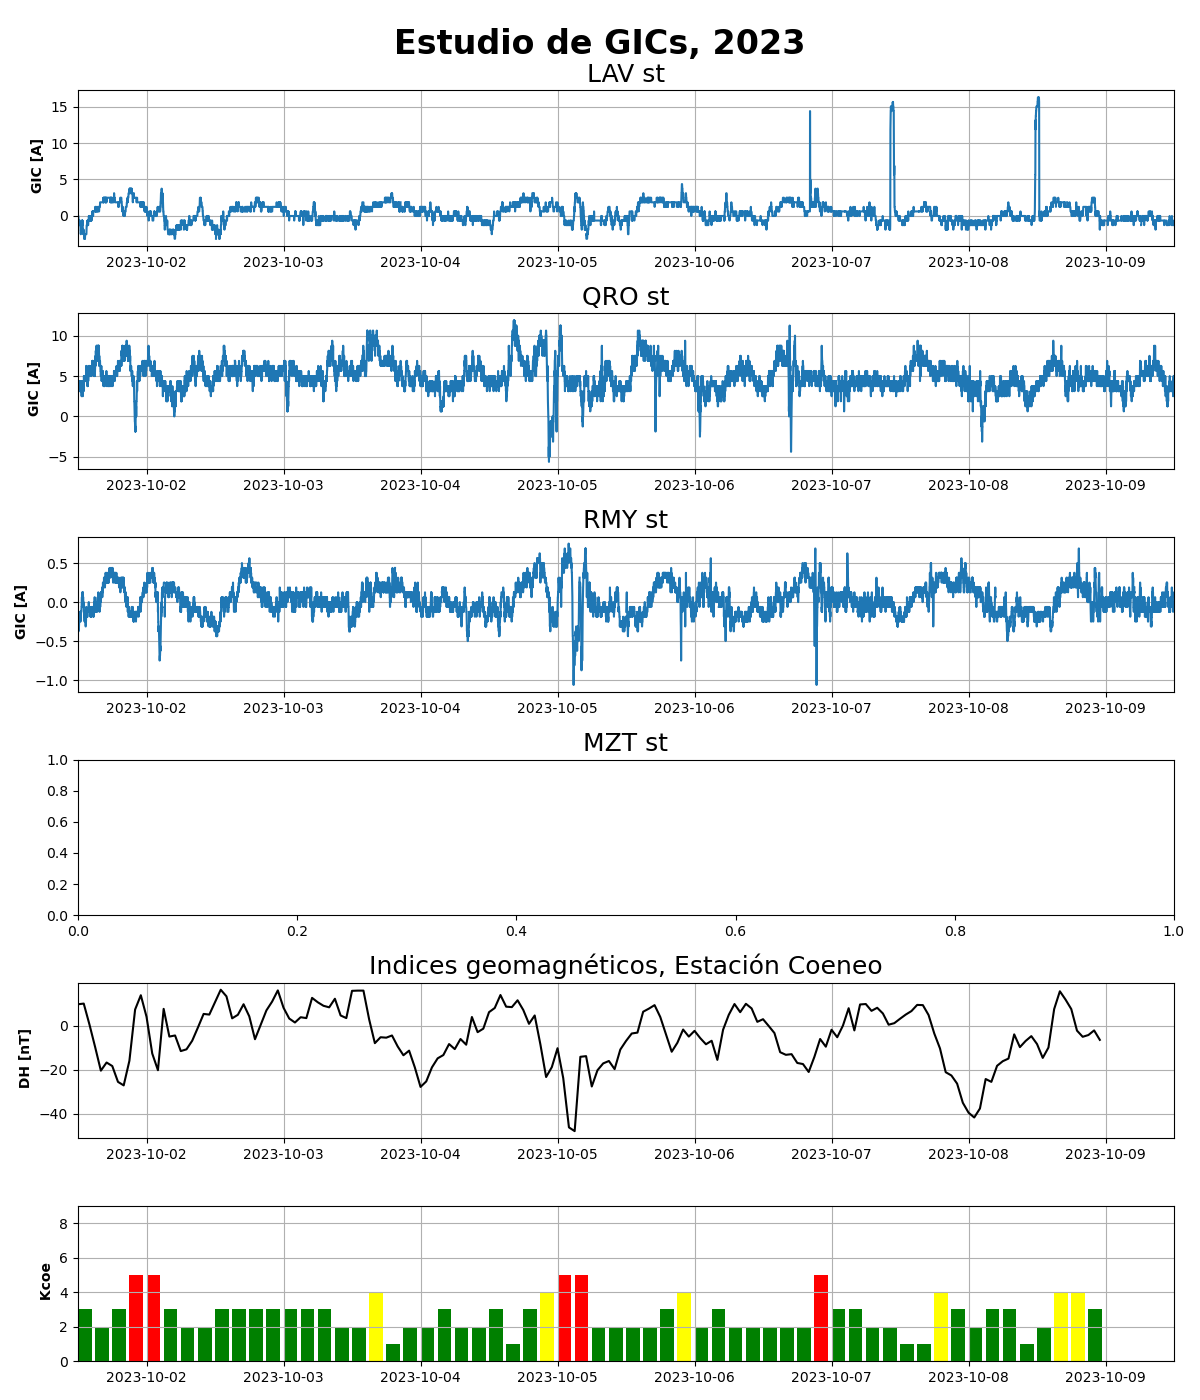 Estudio de GICs, 2023
LAV st
GIC [A]
15
10
5
0
2023-10-02 2023-10-03 2023-10-04 2023-10-05 2023-10-06 2023-10-07 2023-10-08 2023-10-09
QRO st
GIC [A]
10
5
0
−5
2023-10-02 2023-10-03 2023-10-04 2023-10-05 2023-10-06 2023-10-07 2023-10-08 2023-10-09
RMY st
GIC [A]
0.5
0.0
−0.5
−1.0
2023-10-02 2023-10-03 2023-10-04 2023-10-05 2023-10-06 2023-10-07 2023-10-08 2023-10-09
MZT st
1.0
0.8
0.6
0.4
0.2
0.0
0.0 0.2 0.4 0.6 0.8 1.0
Indices geomagnéticos, Estación Coeneo
DH [nT]
0
−20
−40
2023-10-02 2023-10-03 2023-10-04 2023-10-05 2023-10-06 2023-10-07 2023-10-08 2023-10-09
Kcoe
8
6
4
2
0
2023-10-02 2023-10-03 2023-10-04 2023-10-05 2023-10-06 2023-10-07 2023-10-08 2023-10-09